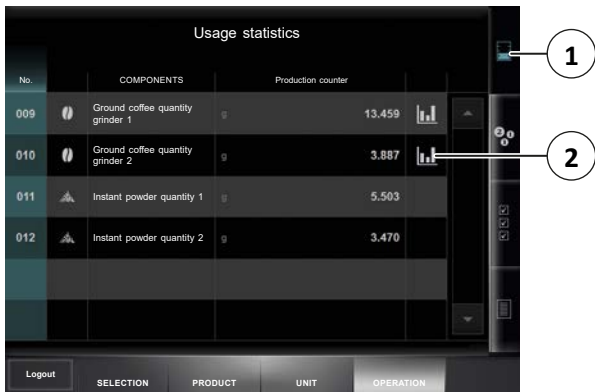 Usage statistics
No. COMPONENTS Production counter
009 Ground coffee quantity grinder 1 g 13.459
010 Ground coffee quantity grinder 2 g 3.887
011 Instant powder quantity 1 g 5.503
012 Instant powder quantity 2 g 3.470
Logout SELECTION PRODUCT UNIT OPERATION
1
2